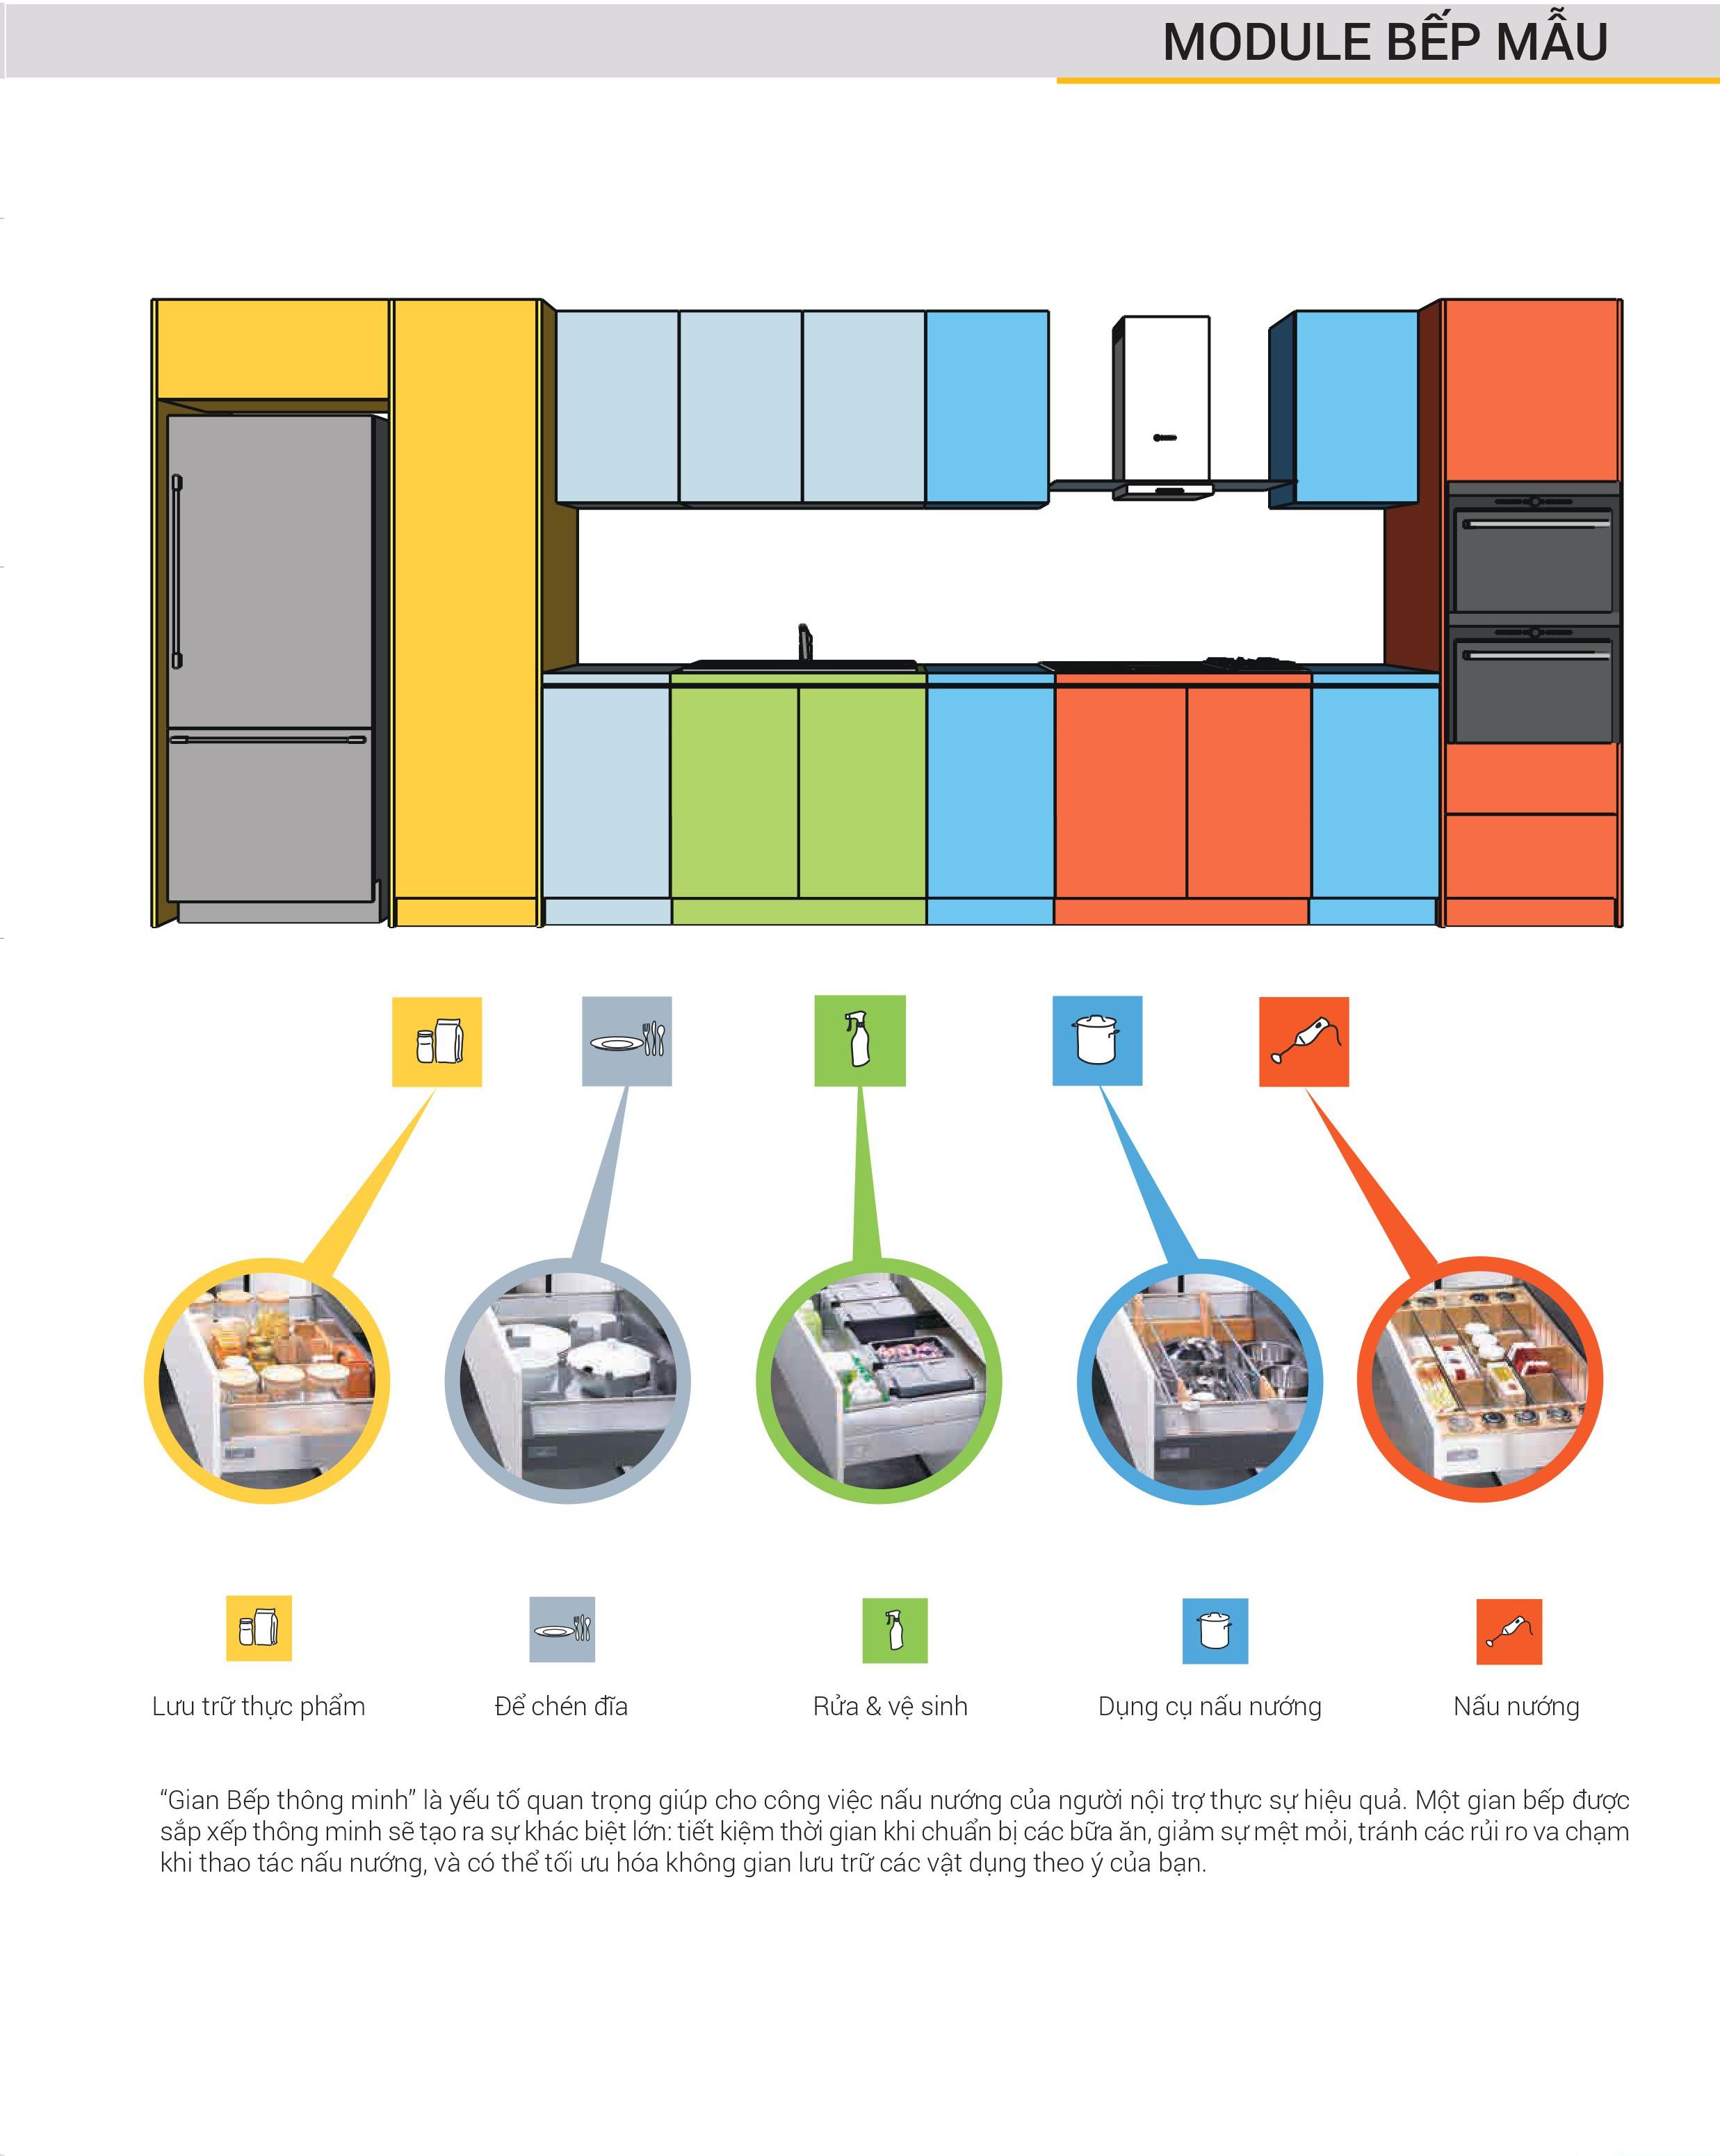 MODULE BẾP MẪU
Lưu trữ thực phẩm
Để chén đĩa
Rửa & vệ sinh
Dụng cụ nấu nướng
Nấu nướng
“Gian Bếp thông minh” là yếu tố quan trọng giúp cho công việc nấu nướng của người nội trợ thực sự hiệu quả. Một gian bếp được
sắp xếp thông minh sẽ tạo ra sự khác biệt lớn: tiết kiệm thời gian khi chuẩn bị các bữa ăn, giảm sự mệt mỏi, tránh các rủi ro va chạm
khi thao tác nấu nướng, và có thể tối ưu hóa không gian lưu trữ các vật dụng theo ý của bạn.